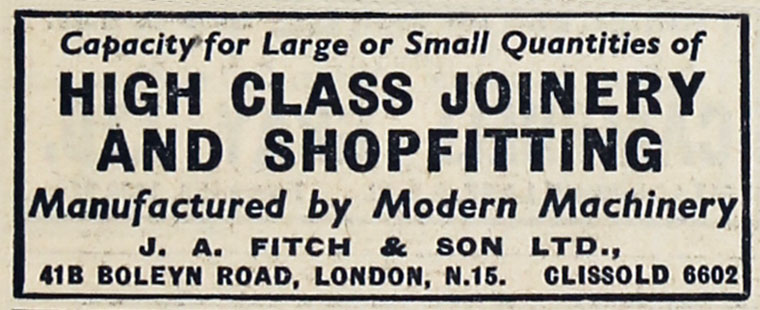 Capacity for Large or Small Quantities of
HIGH CLASS JOINERY
AND SHOPFITTING
Manufactured by Modern Machinery
J. A. FITCH & SON LTD.,
41B BOLEYN ROAD, LONDON, N.15. CLISSOLD 6602